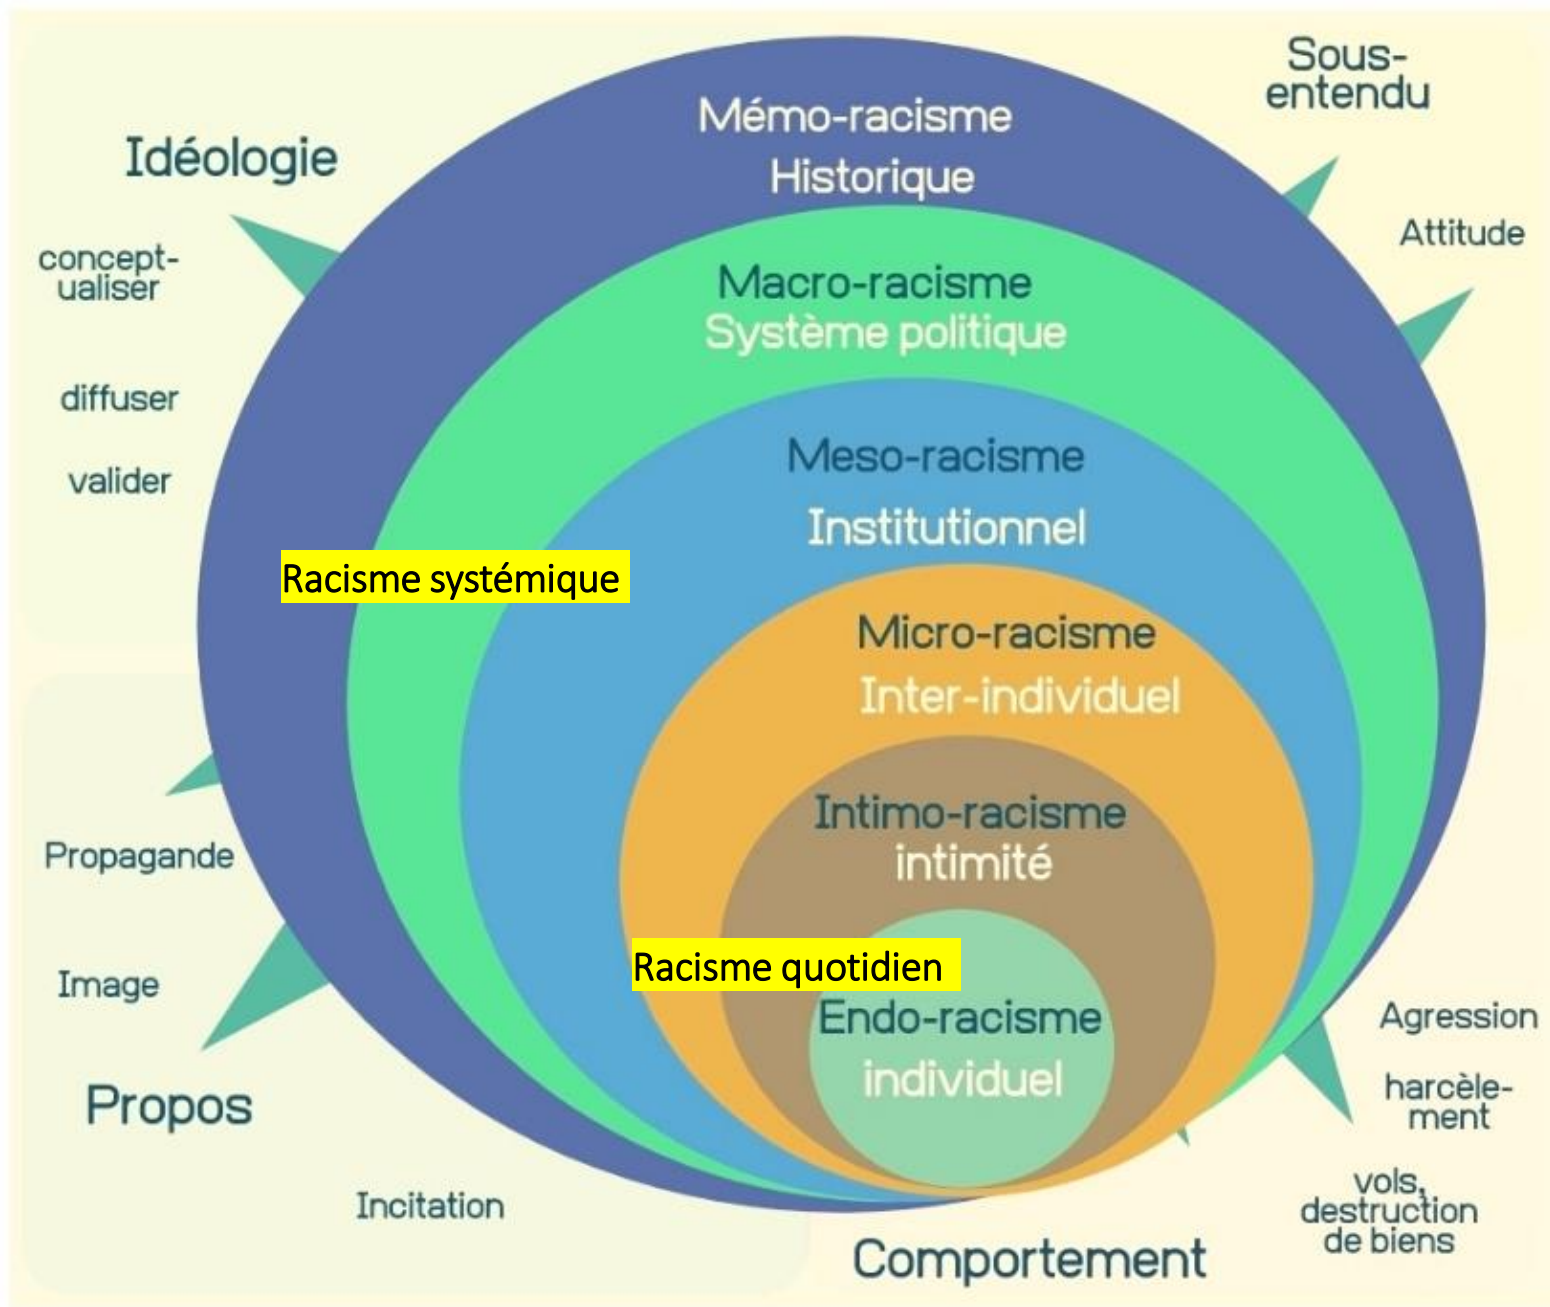 Sous-
entendu
Mémo-racisme
Historique
Idéologie
Attitude
concept-
ualiser
Macro-racisme
Système politique
diffuser
valider
Meso-racisme
Institutionnel
Racisme systémique
Micro-racisme
Inter-individuel
Intimo-racisme
intimité
Propagande
Racisme quotidien
Image
Endo-racisme
individuel
Agression
harcèle-
ment
Propos
Incitation
vols,
destruction
de biens
Comportement